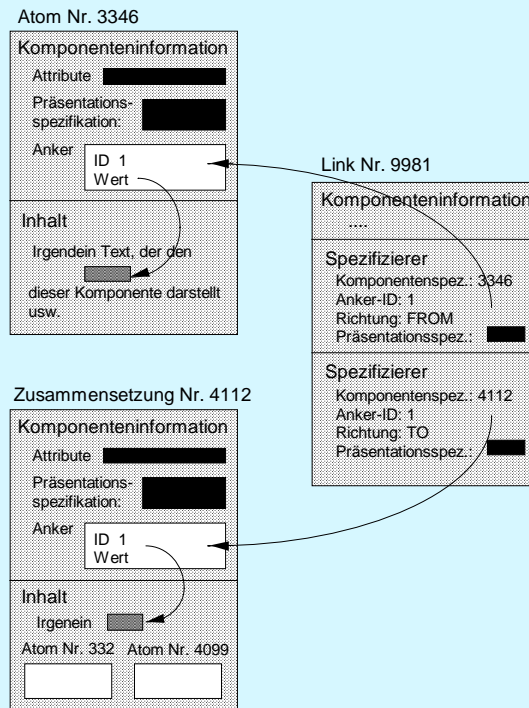 Atom Nr. 3346
Komponenteninformation
Attribute
Präsentations-
spezifikation:
Anker
ID 1
Wert
Inhalt
Irgendein Text, der den
dieser Komponente darstellt
usw.
Link Nr. 9981
Komponenteninformation
....
Spezifizierer
Komponentenspez.: 3346
Anker-ID: 1
Richtung: FROM
Präsentationsspez.:
Spezifizierer
Komponentenspez.: 4112
Anker-ID: 1
Richtung: TO
Präsentationsspez.:
Zusammensetzung Nr. 4112
Komponenteninformation
Attribute
Präsentations-
spezifikation:
Anker
ID 1
Wert
Inhalt
Irgenein
Atom Nr. 332 Atom Nr. 4099